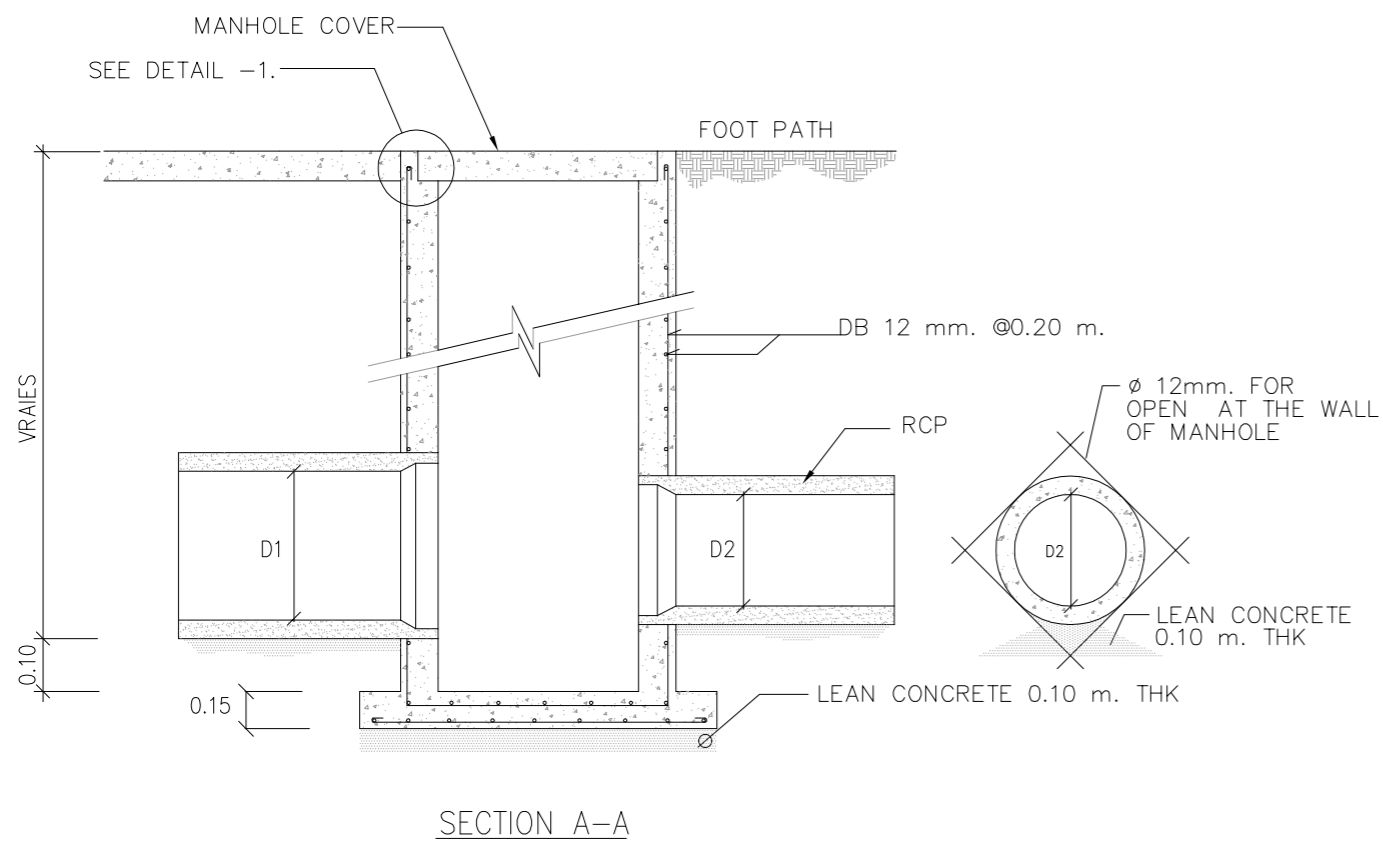 MANHOLE COVER
SEE DETAIL -1.
FOOT PATH
DB 12 mm. @0.20 m.
VRAIES
Ø 12mm. FOR
OPEN AT THE WALL
OF MANHOLE
RCP
D1
D2
D2
LEAN CONCRETE
0.10 m. THK
0.10
0.15
LEAN CONCRETE 0.10 m. THK
SECTION A-A